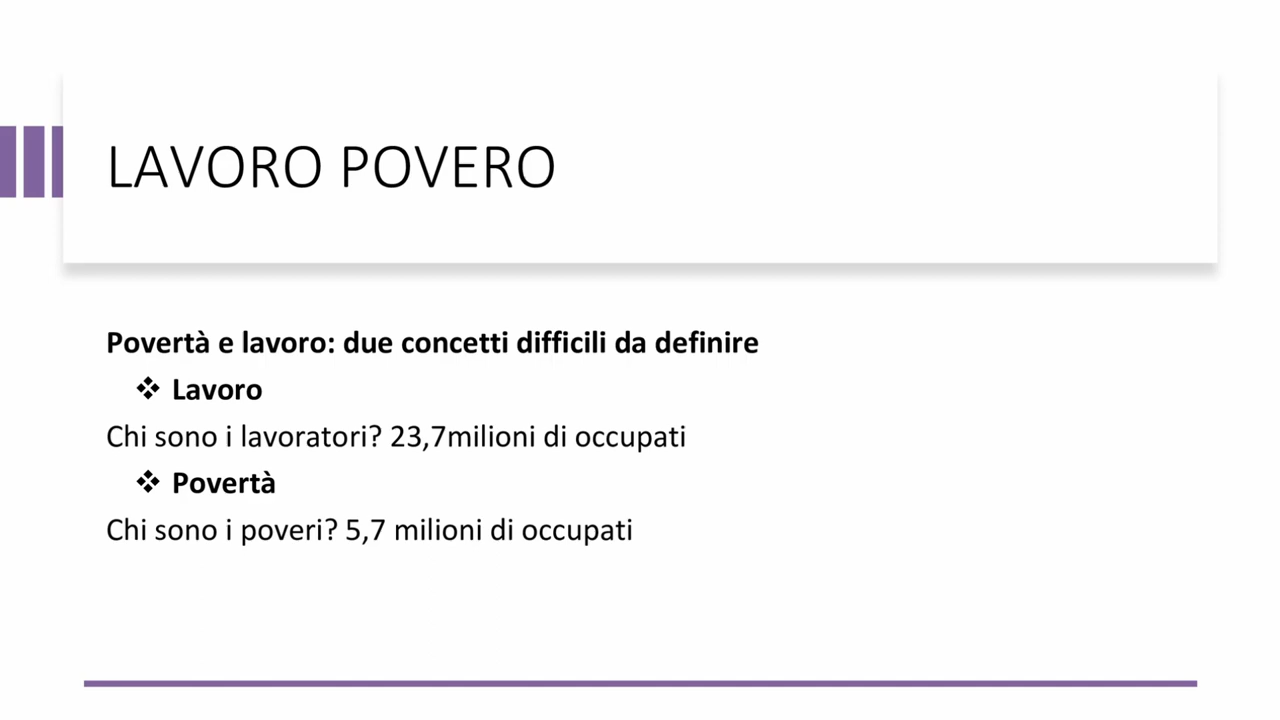 LAVORO POVERO
Povertà e lavoro: due concetti difficili da definire
❖ Lavoro
Chi sono i lavoratori? 23,7milioni di occupati
❖ Povertà
Chi sono i poveri? 5,7 milioni di occupati